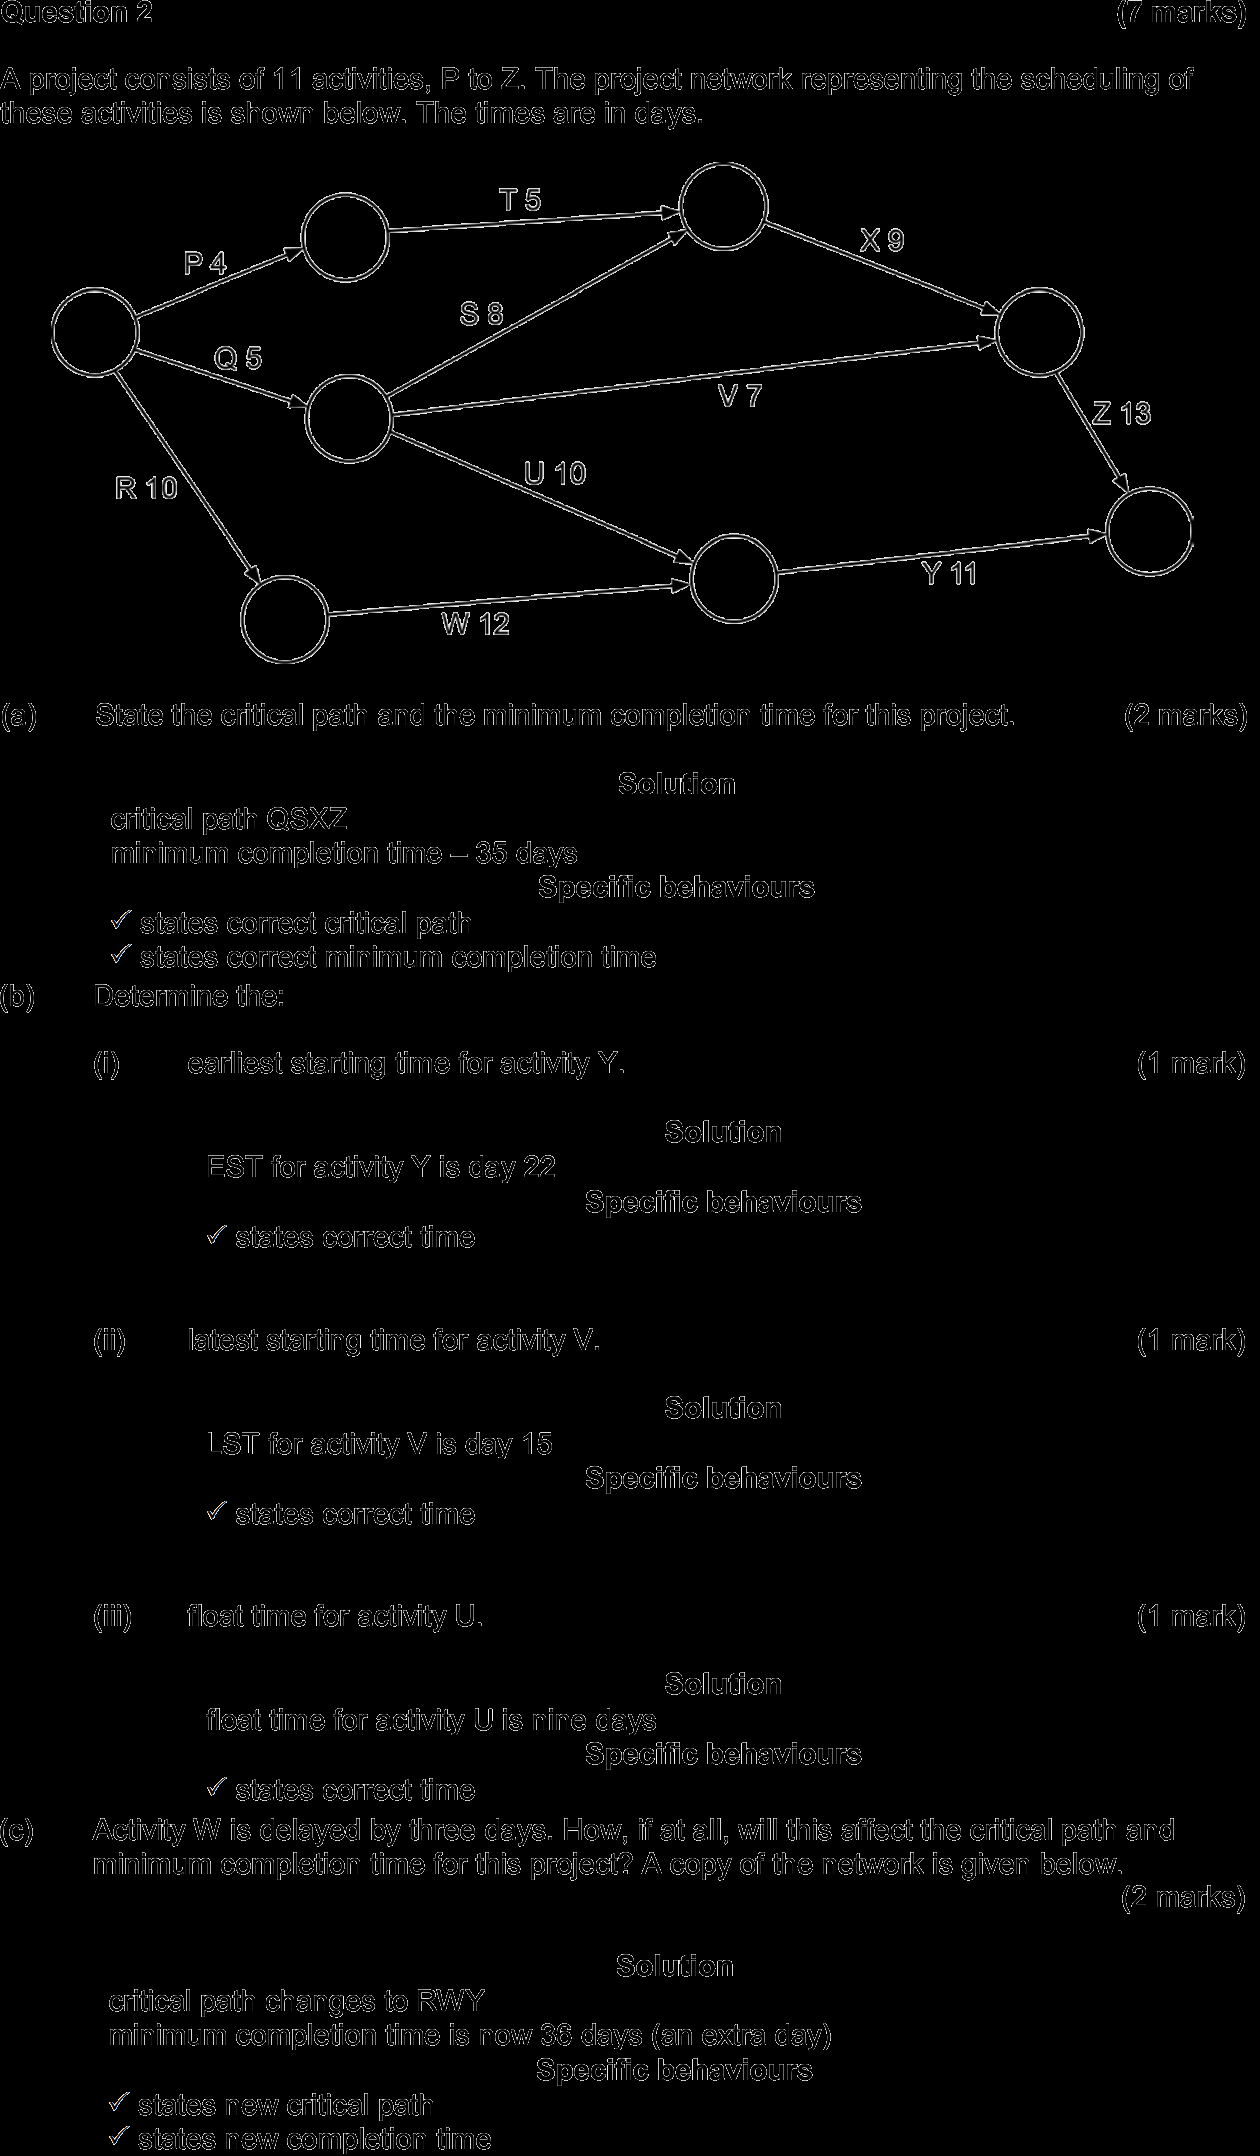 Question 2 (7 marks)
A project consists of 11 activities, P to Z. The project network representing the scheduling of
these activities is shown below. The times are in days.
T 5
X 9
P 4
S 8
Q 5
V 7
Z 13
U 10
R 10
Y 11
W 12
(a) State the critical path and the minimum completion time for this project. (2 marks)
Solution
critical path QSXZ
minimum completion time – 35 days
Specific behaviours
✓ states correct critical path
✓ states correct minimum completion time
(b) Determine the:
(i) earliest starting time for activity Y. (1 mark)
Solution
EST for activity Y is day 22
Specific behaviours
✓ states correct time
(ii) latest starting time for activity V. (1 mark)
Solution
LST for activity V is day 15
Specific behaviours
✓ states correct time
(iii) float time for activity U. (1 mark)
Solution
float time for activity U is nine days
Specific behaviours
✓ states correct time
(c) Activity W is delayed by three days. How, if at all, will this affect the critical path and
minimum completion time for this project? A copy of the network is given below.
(2 marks)
Solution
critical path changes to RWY
minimum completion time is now 36 days (an extra day)
Specific behaviours
✓ states new critical path
✓ states new completion time